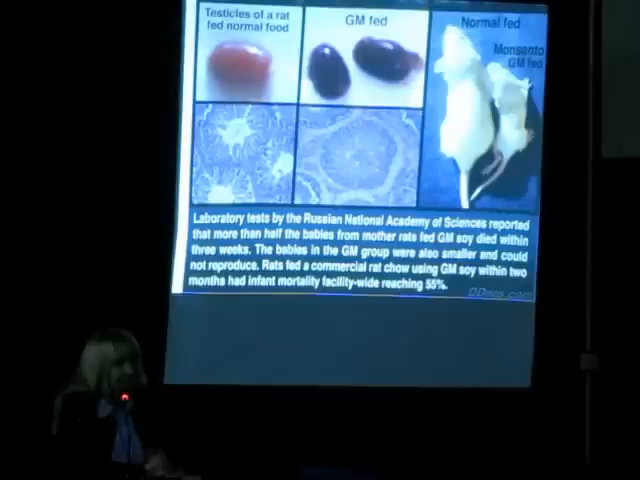 Testicles of a rat
fed normal food
GM fed
Normal fed
Monsanto
GM fed
Laboratory tests by the Russian National Academy of Sciences reported
that more than half the babies from mother rats fed GM soy died within
three weeks. The babies in the GM group were also smaller and could
not reproduce. Rats fed a commercial rat chow using GM soy within two
months had infant mortality facility-wide reaching 55%.